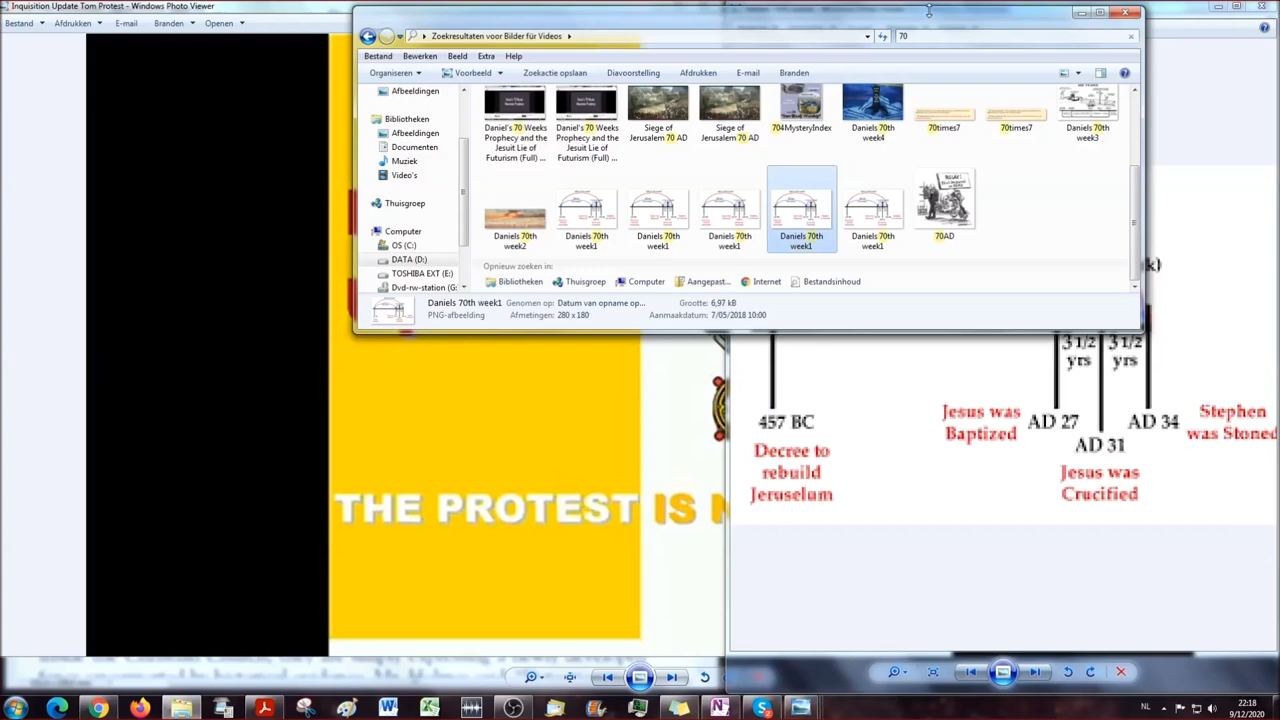 Inquisition Update Tom Protest - Windows Photo Viewer
Bestand Afdrukken E-mail Branden Openen
Zoekresultaten voor Bilder für Videos
70
Bestand Bewerken Beeld Extra Help
Organiseren Voorbeeld Zoekactie opslaan Diavoorstelling Afdrukken E-mail Branden
Afbeeldingen
Bibliotheken
Afbeeldingen
Documenten
Muziek
Video's
Thuisgroep
Computer
OS (C:)
DATA (D:)
TOSHIBA EXT (E:)
Dvd-rw-station (G:
Daniel's 70 Weeks Prophecy and the Jesuit Lie of Futurism (Full) ...
Daniel's 70 Weeks Prophecy and the Jesuit Lie of Futurism (Full) ...
Siege of Jerusalem 70 AD
Siege of Jerusalem 70 AD
704MysteryIndex
Daniels 70th week4
70times7
70times7
Daniels 70th week3
Daniels 70th week2
Daniels 70th week1
Daniels 70th week1
Daniels 70th week1
Daniels 70th week1
Daniels 70th week1
70AD
Opnieuw zoeken in:
Bibliotheken Thuisgroep Computer Aangepast... Internet Bestandsinhoud
Daniels 70th week1 Genomen op: Datum van opname op... Grootte: 6,97 kB
PNG-afbeelding Afmetingen: 280 x 180 Aanmaakdatum: 7/05/2018 10:00
k)
3 1/2 yrs
3 1/2 yrs
457 BC
Decree to
rebuild
Jeruselum
Jesus was
Baptized
AD 27
AD 31
Jesus was
Crucified
AD 34
Stephen
was Stoned
THE PROTEST IS
NL
22:18
9/12/2020